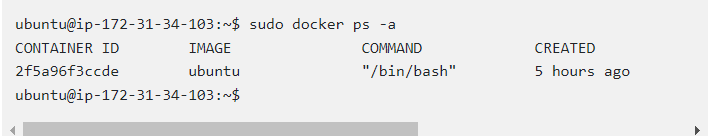 ubuntu@ip-172-31-34-103:~$ sudo docker ps -a
CONTAINER ID IMAGE COMMAND CREATED
2f5a96f3ccde ubuntu "/bin/bash" 5 hours ago
ubuntu@ip-172-31-34-103:~$